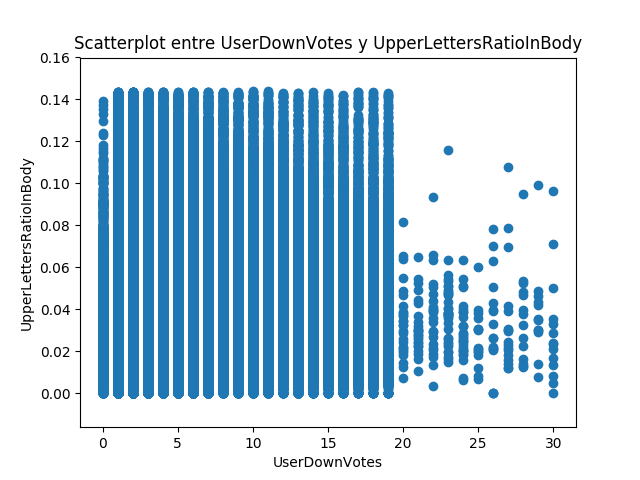 Scatterplot entre UserDownVotes y UpperLettersRatioInBody
0.16
0.14
0.12
0.10
0.08
0.06
0.04
0.02
0.00
UpperLettersRatioInBody
0 5 10 15 20 25 30
UserDownVotes